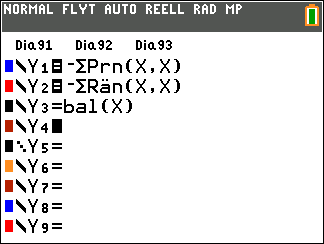 NORMAL FLYT AUTO REELL RAD MP
Dia91 Dia92 Dia93
\Y1=-ΣPrn(X,X)
\Y2=-ΣRän(X,X)
\Y3=bal(X)
\Y4=
\Y5=
\Y6=
\Y7=
\Y8=
\Y9=